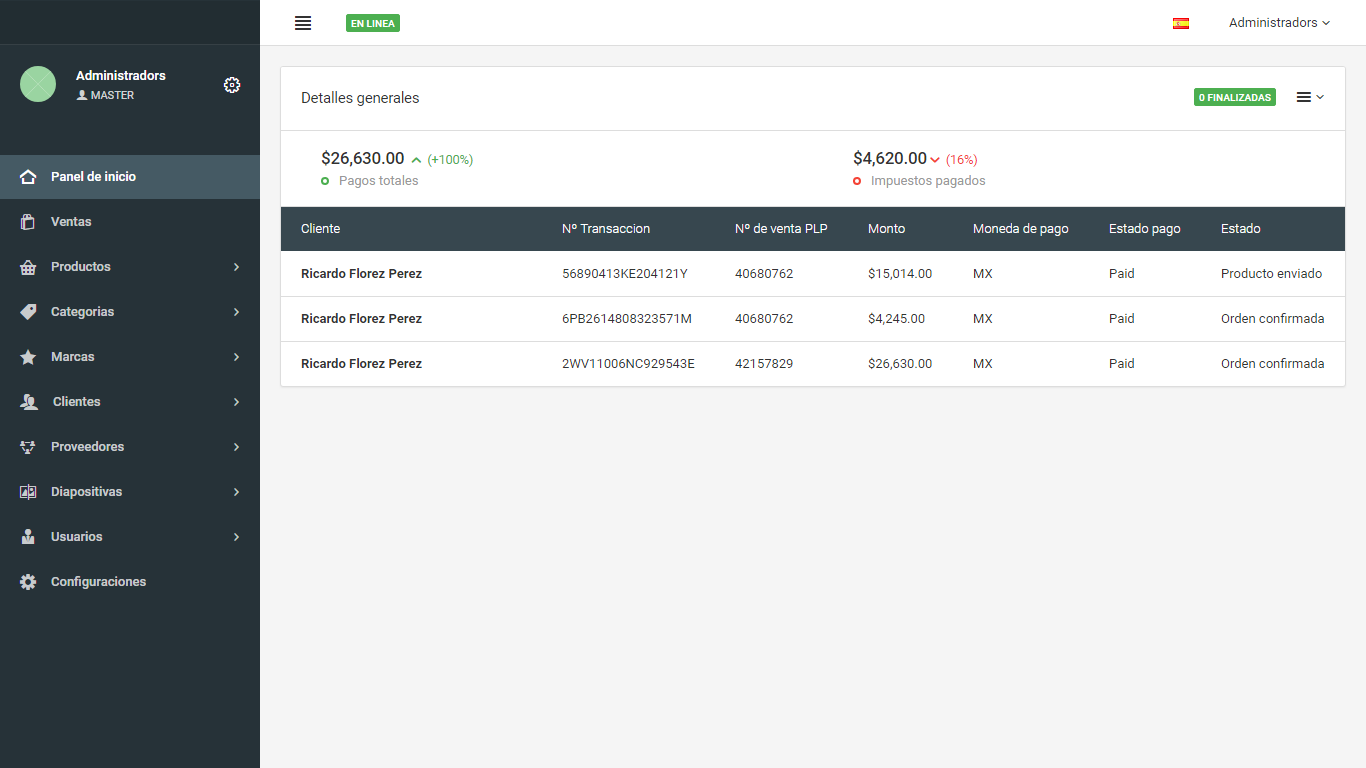 EN LINEA
Administradors
Administradors
MASTER
Panel de inicio
Ventas
Productos
Categorias
Marcas
Clientes
Proveedores
Diapositivas
Usuarios
Configuraciones
Detalles generales
0 FINALIZADAS
$26,630.00 (+100%)
Pagos totales
$4,620.00 (16%)
Impuestos pagados
Cliente Nº Transaccion Nº de venta PLP Monto Moneda de pago Estado pago Estado
Ricardo Florez Perez 56890413KE204121Y 40680762 $15,014.00 MX Paid Producto enviado
Ricardo Florez Perez 6PB2614808323571M 40680762 $4,245.00 MX Paid Orden confirmada
Ricardo Florez Perez 2WV11006NC929543E 42157829 $26,630.00 MX Paid Orden confirmada